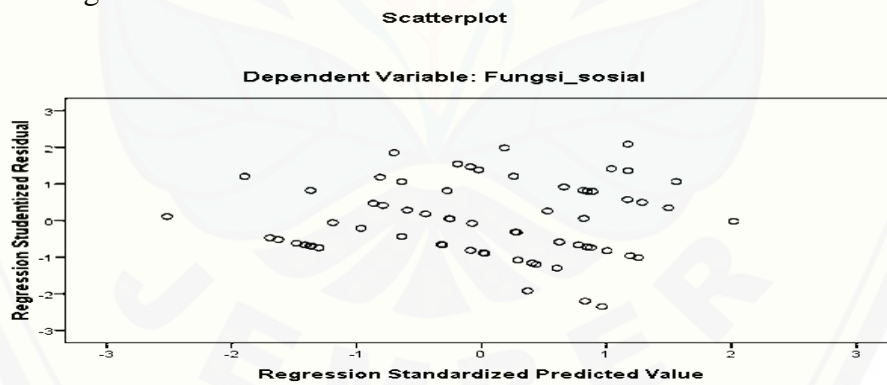 Scatterplot
Dependent Variable: Fungsi_sosial
Regression Studentized Residual
3
2
1
0
-1
-2
-3
-3
-2
-1
0
1
2
3
Regression Standardized Predicted Value
JEMBER